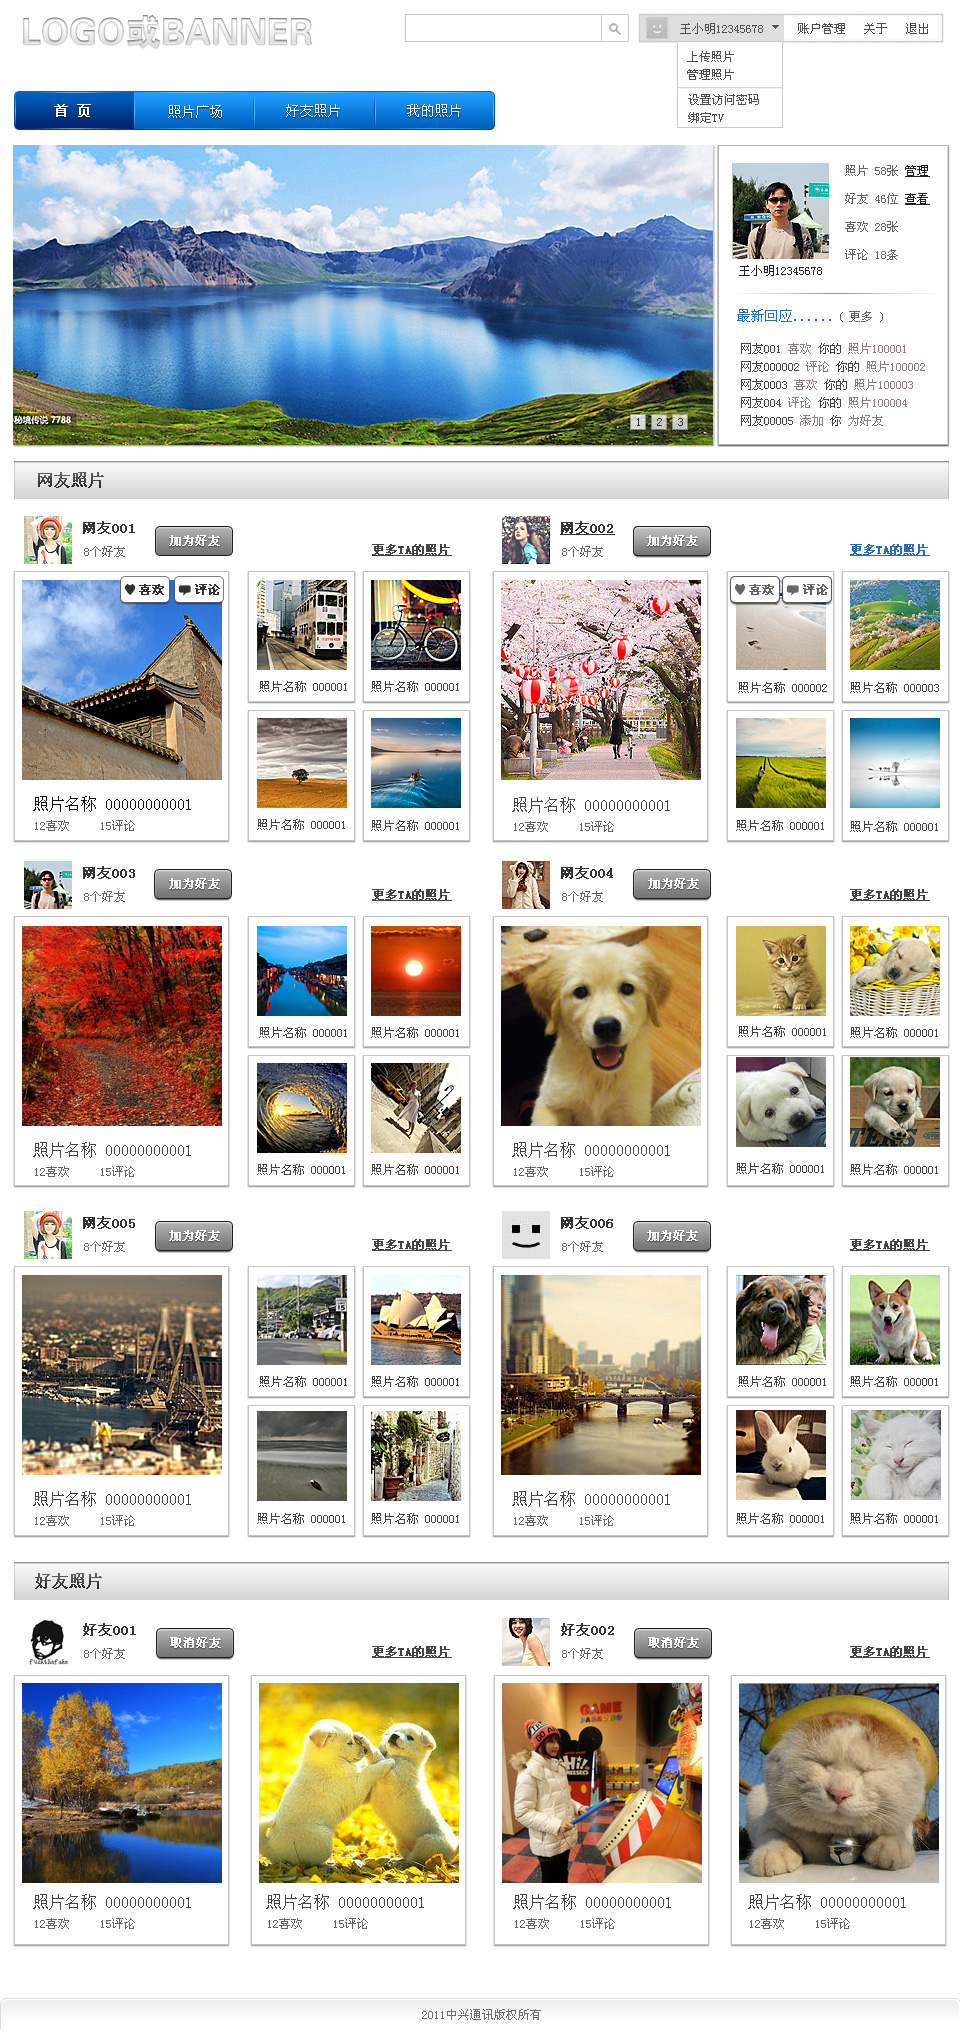 LOGO或BANNER
王小明12345678 账户管理 关于 退出
上传照片
管理照片
设置访问密码
绑定TV
首 页 照片广场 好友照片 我的照片
照片 58张 管理
好友 46位 查看
喜欢 28张
评论 18条
王小明12345678
最新回应...... ( 更多 )
网友001 喜欢 你的 照片100001
网友000002 评论 你的 照片100002
网友0003 喜欢 你的 照片100003
网友004 评论 你的 照片100004
网友00005 添加 你 为好友
秘境传说 7788
1 2 3
网友照片
网友001
8个好友
加为好友
更多TA的照片
喜欢 评论
照片名称 00000000001
12喜欢 15评论
照片名称 000001
照片名称 000001
照片名称 000001
照片名称 000001
网友002
8个好友
加为好友
更多TA的照片
照片名称 00000000001
12喜欢 15评论
喜欢 评论
照片名称 000002
照片名称 000003
照片名称 000001
照片名称 000001
网友003
8个好友
加为好友
更多TA的照片
照片名称 00000000001
12喜欢 15评论
照片名称 000001
照片名称 000001
照片名称 000001
照片名称 000001
网友004
8个好友
加为好友
更多TA的照片
照片名称 00000000001
12喜欢 15评论
照片名称 000001
照片名称 000001
照片名称 000001
照片名称 000001
网友005
8个好友
加为好友
更多TA的照片
照片名称 00000000001
12喜欢 15评论
照片名称 000001
照片名称 000001
照片名称 000001
照片名称 000001
网友006
8个好友
加为好友
更多TA的照片
照片名称 00000000001
12喜欢 15评论
照片名称 000001
照片名称 000001
照片名称 000001
照片名称 000001
好友照片
好友001
8个好友
取消好友
更多TA的照片
照片名称 00000000001
12喜欢 15评论
照片名称 00000000001
12喜欢 15评论
好友002
8个好友
取消好友
更多TA的照片
GAME
Hi!
照片名称 00000000001
12喜欢 15评论
照片名称 00000000001
12喜欢 15评论
2011中兴通讯版权所有